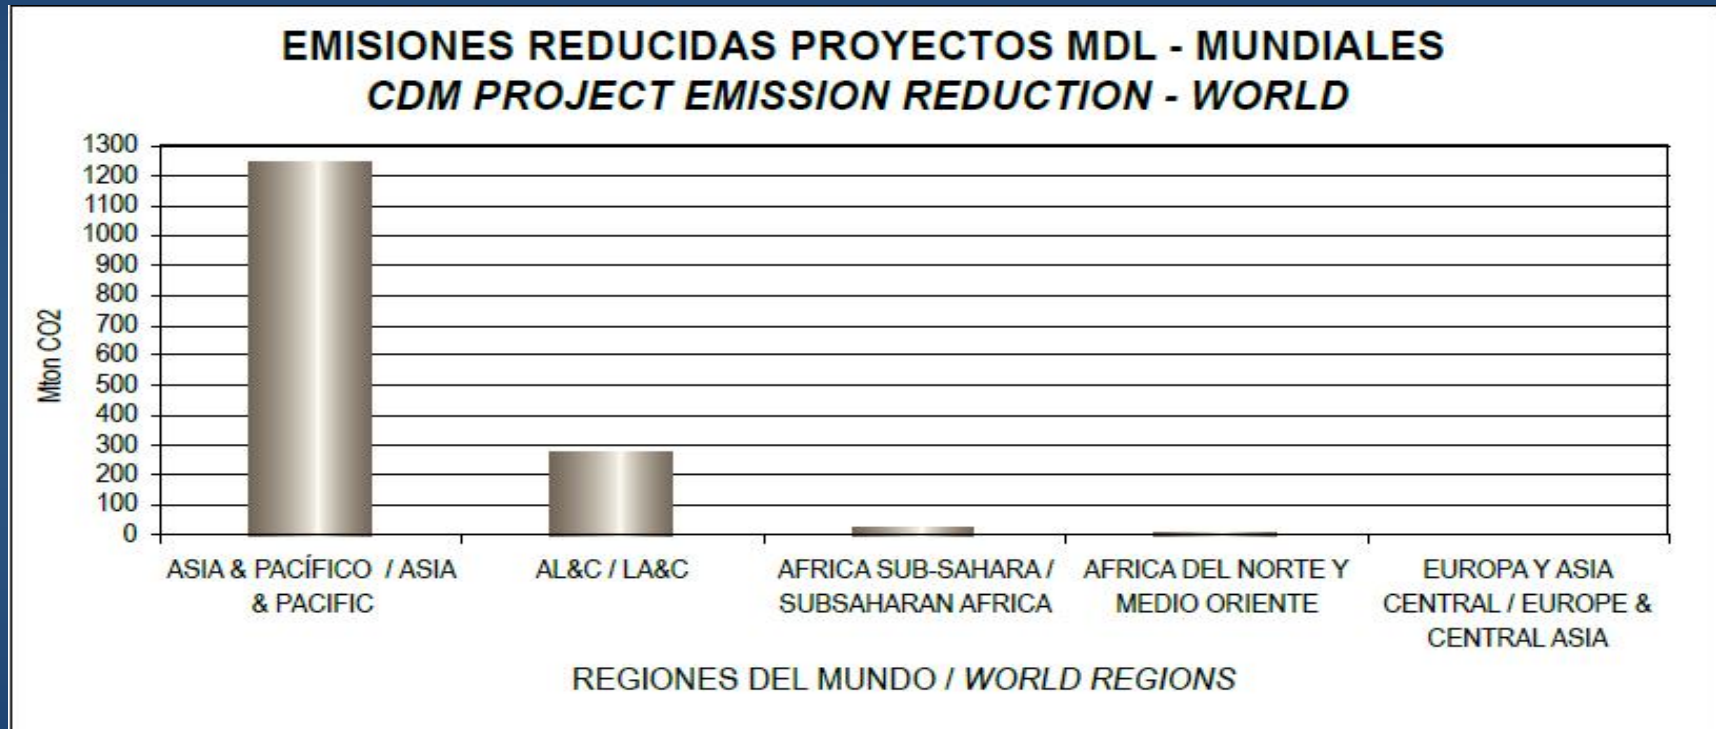 EMISIONES REDUCIDAS PROYECTOS MDL - MUNDIALES
CDM PROJECT EMISSION REDUCTION - WORLD
1300
1200
1100
1000
900
800
700
600
500
400
300
200
100
0
Mton CO2
ASIA & PACÍFICO / ASIA
& PACIFIC
AL&C / LA&C
AFRICA SUB-SAHARA /
SUBSAHARAN AFRICA
AFRICA DEL NORTE Y
MEDIO ORIENTE
EUROPA Y ASIA
CENTRAL / EUROPE &
CENTRAL ASIA
REGIONES DEL MUNDO / WORLD REGIONS